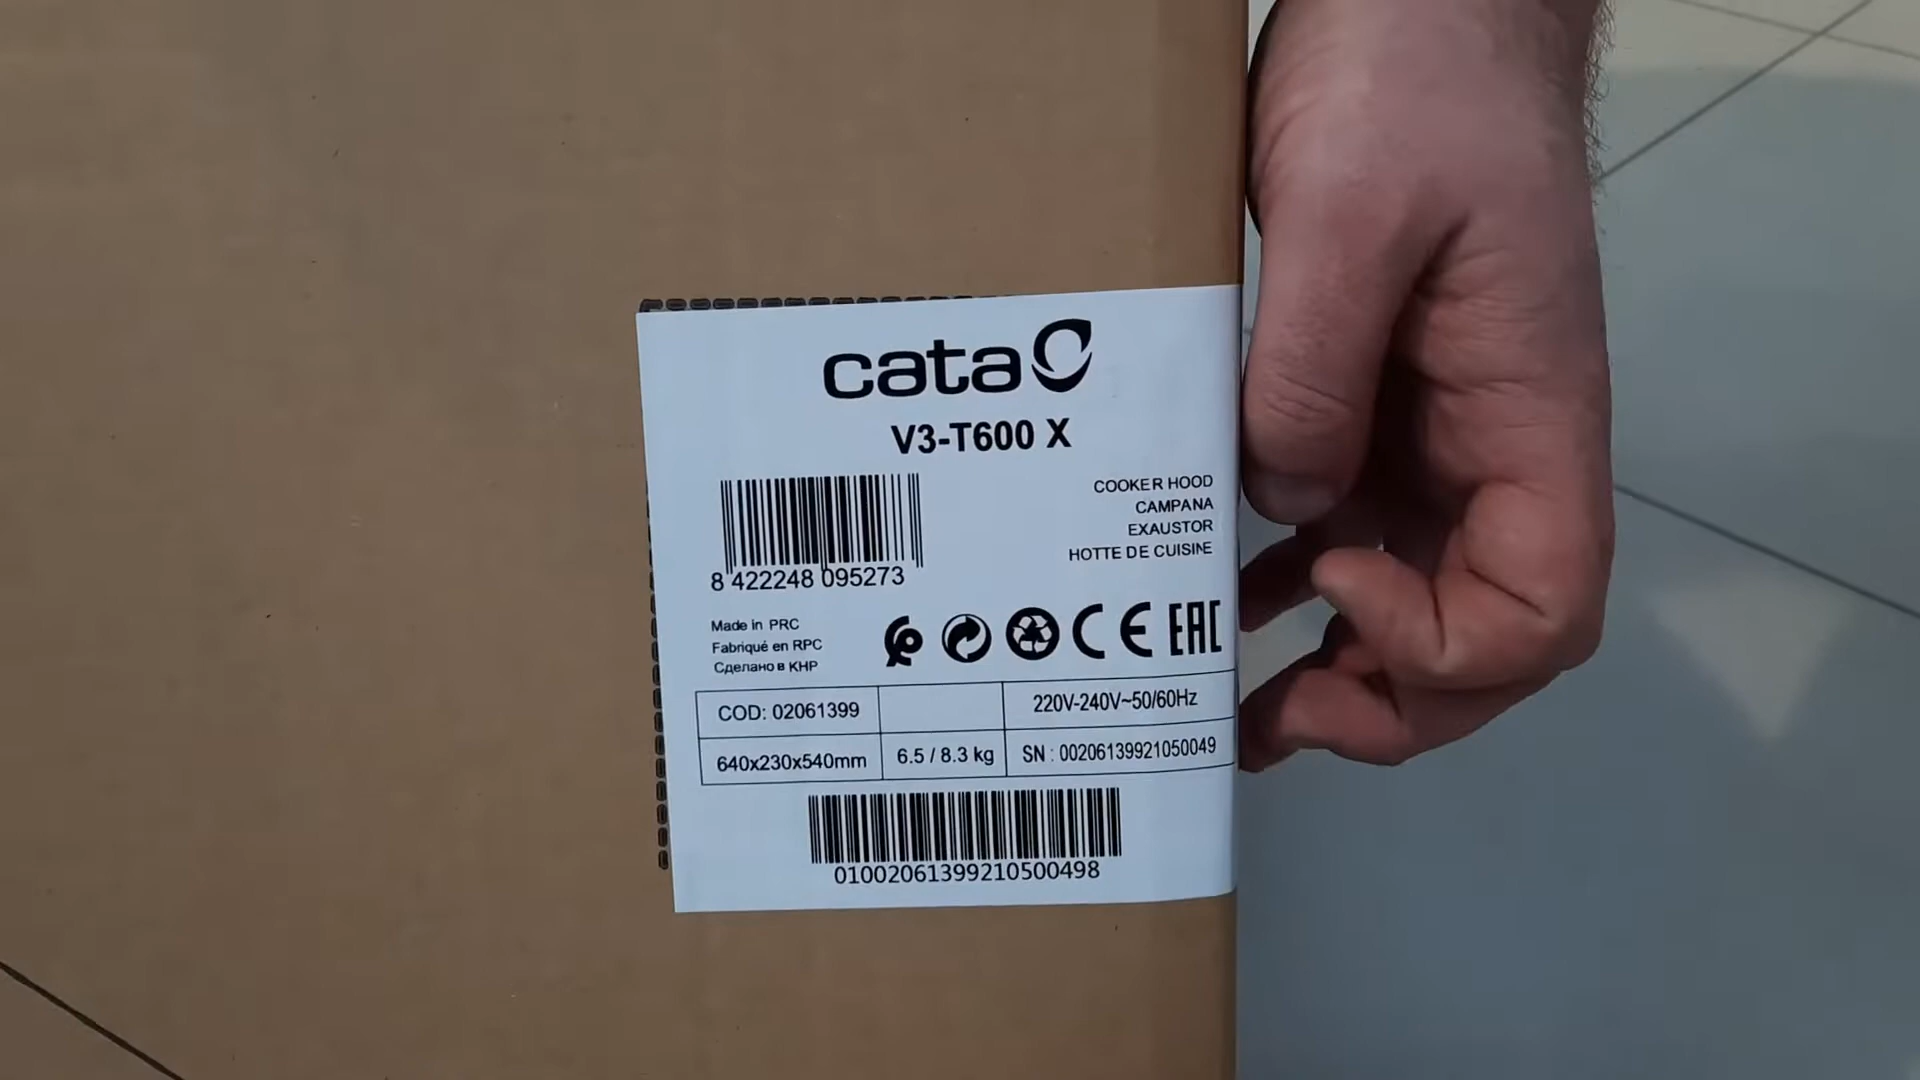 cata
V3-T600 X
COOKER HOOD
CAMPANA
EXAUSTOR
HOTTE DE CUISINE
8 422248 095273
Made in PRC
Fabriqué en RPC
Сделано в КНР
CE EAC
COD: 02061399
220V-240V~50/60Hz
640x230x540mm
6.5 / 8.3 kg
SN : 00206139921050049
01002061399210500498